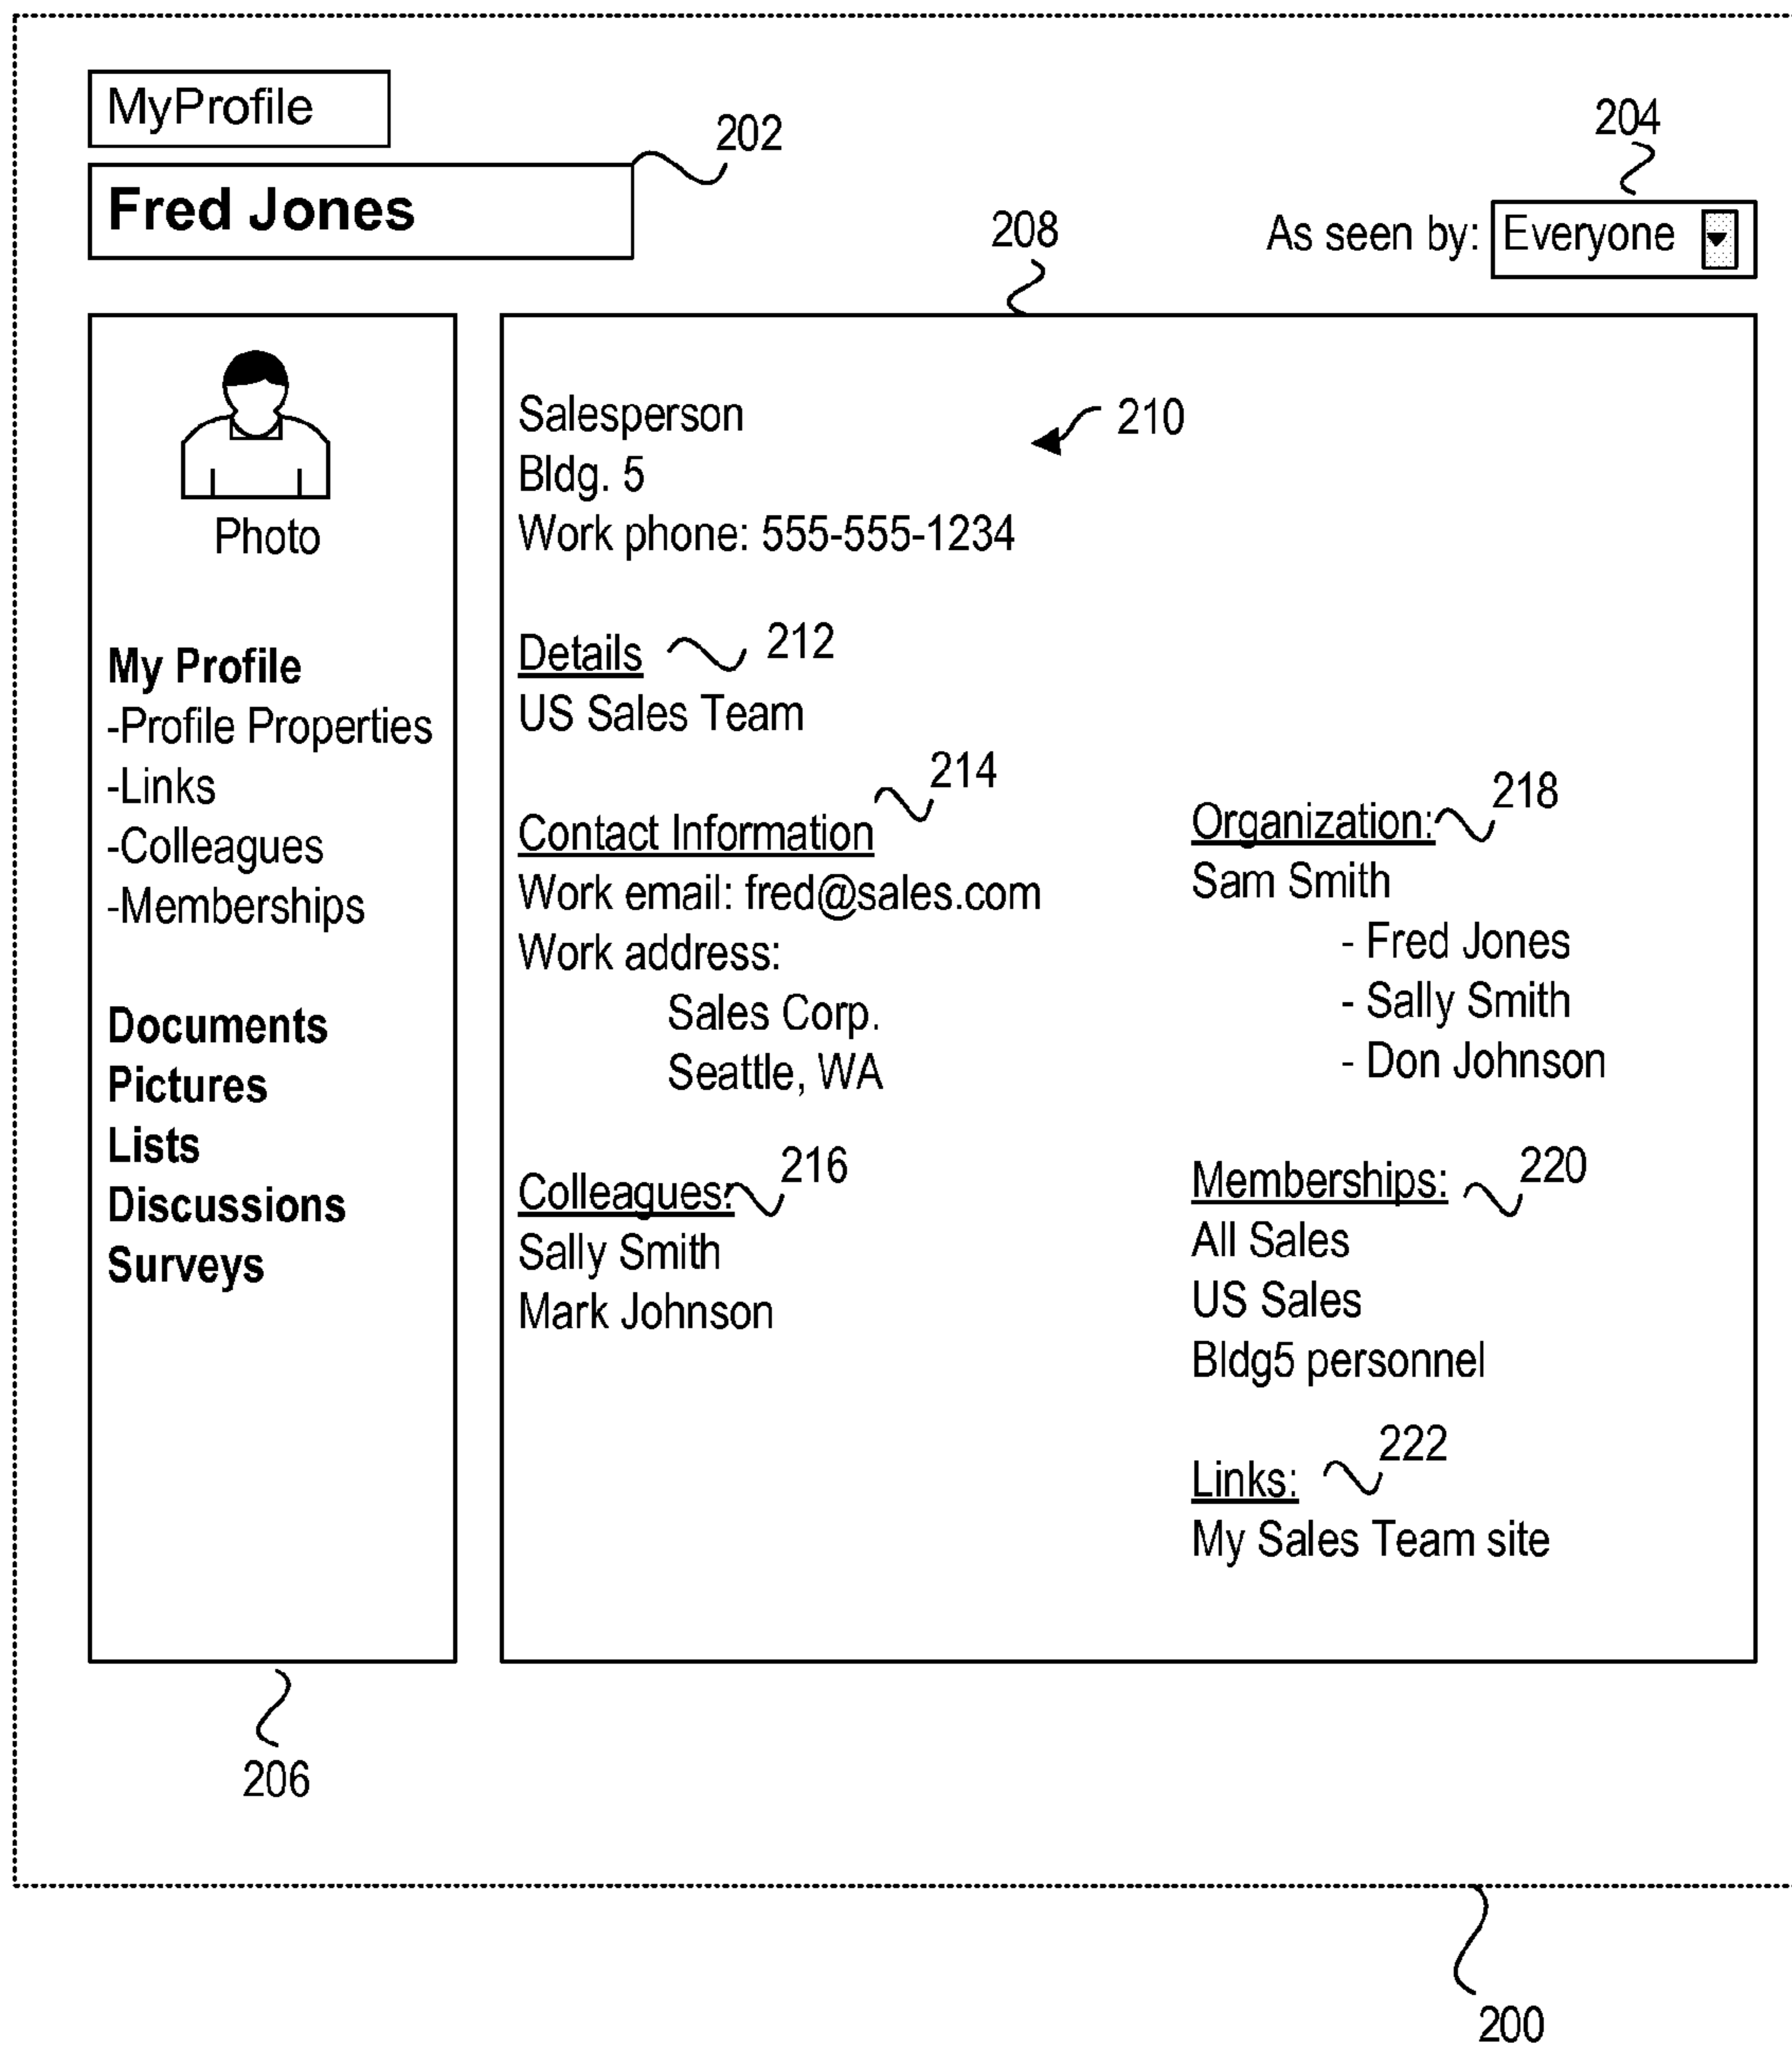 MyProfile
202
204
Fred Jones
208
As seen by: Everyone
Photo
My Profile
-Profile Properties
-Links
-Colleagues
-Memberships
Documents
Pictures
Lists
Discussions
Surveys
206
Salesperson
210
Bldg. 5
Work phone: 555-555-1234
Details 212
US Sales Team
214
Contact Information
Work email: fred@sales.com
Work address:
Sales Corp.
Seattle, WA
Colleagues: 216
Sally Smith
Mark Johnson
Organization: 218
Sam Smith
- Fred Jones
- Sally Smith
- Don Johnson
Memberships: 220
All Sales
US Sales
Bldg5 personnel
222
Links:
My Sales Team site
200